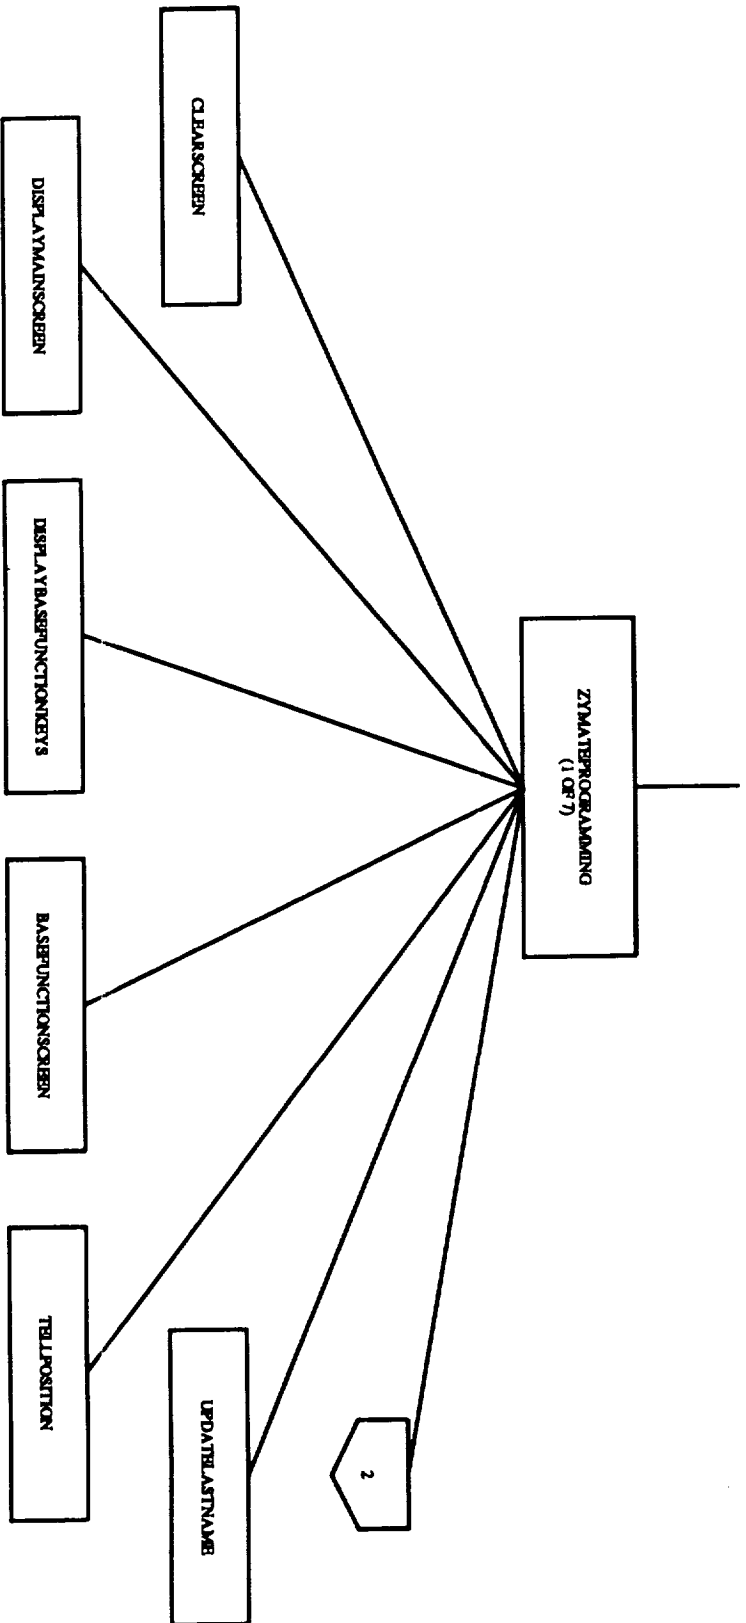 ZYMATEPROGRAMMING
(1 OF 7)
CLEARSCREEN
DISPLAYMAINSCREEN
DISPLAYBASEFUNCTIONKEYS
BASEFUNCTIONSCREEN
TELLPOSITION
UPDATELASTNAME
2